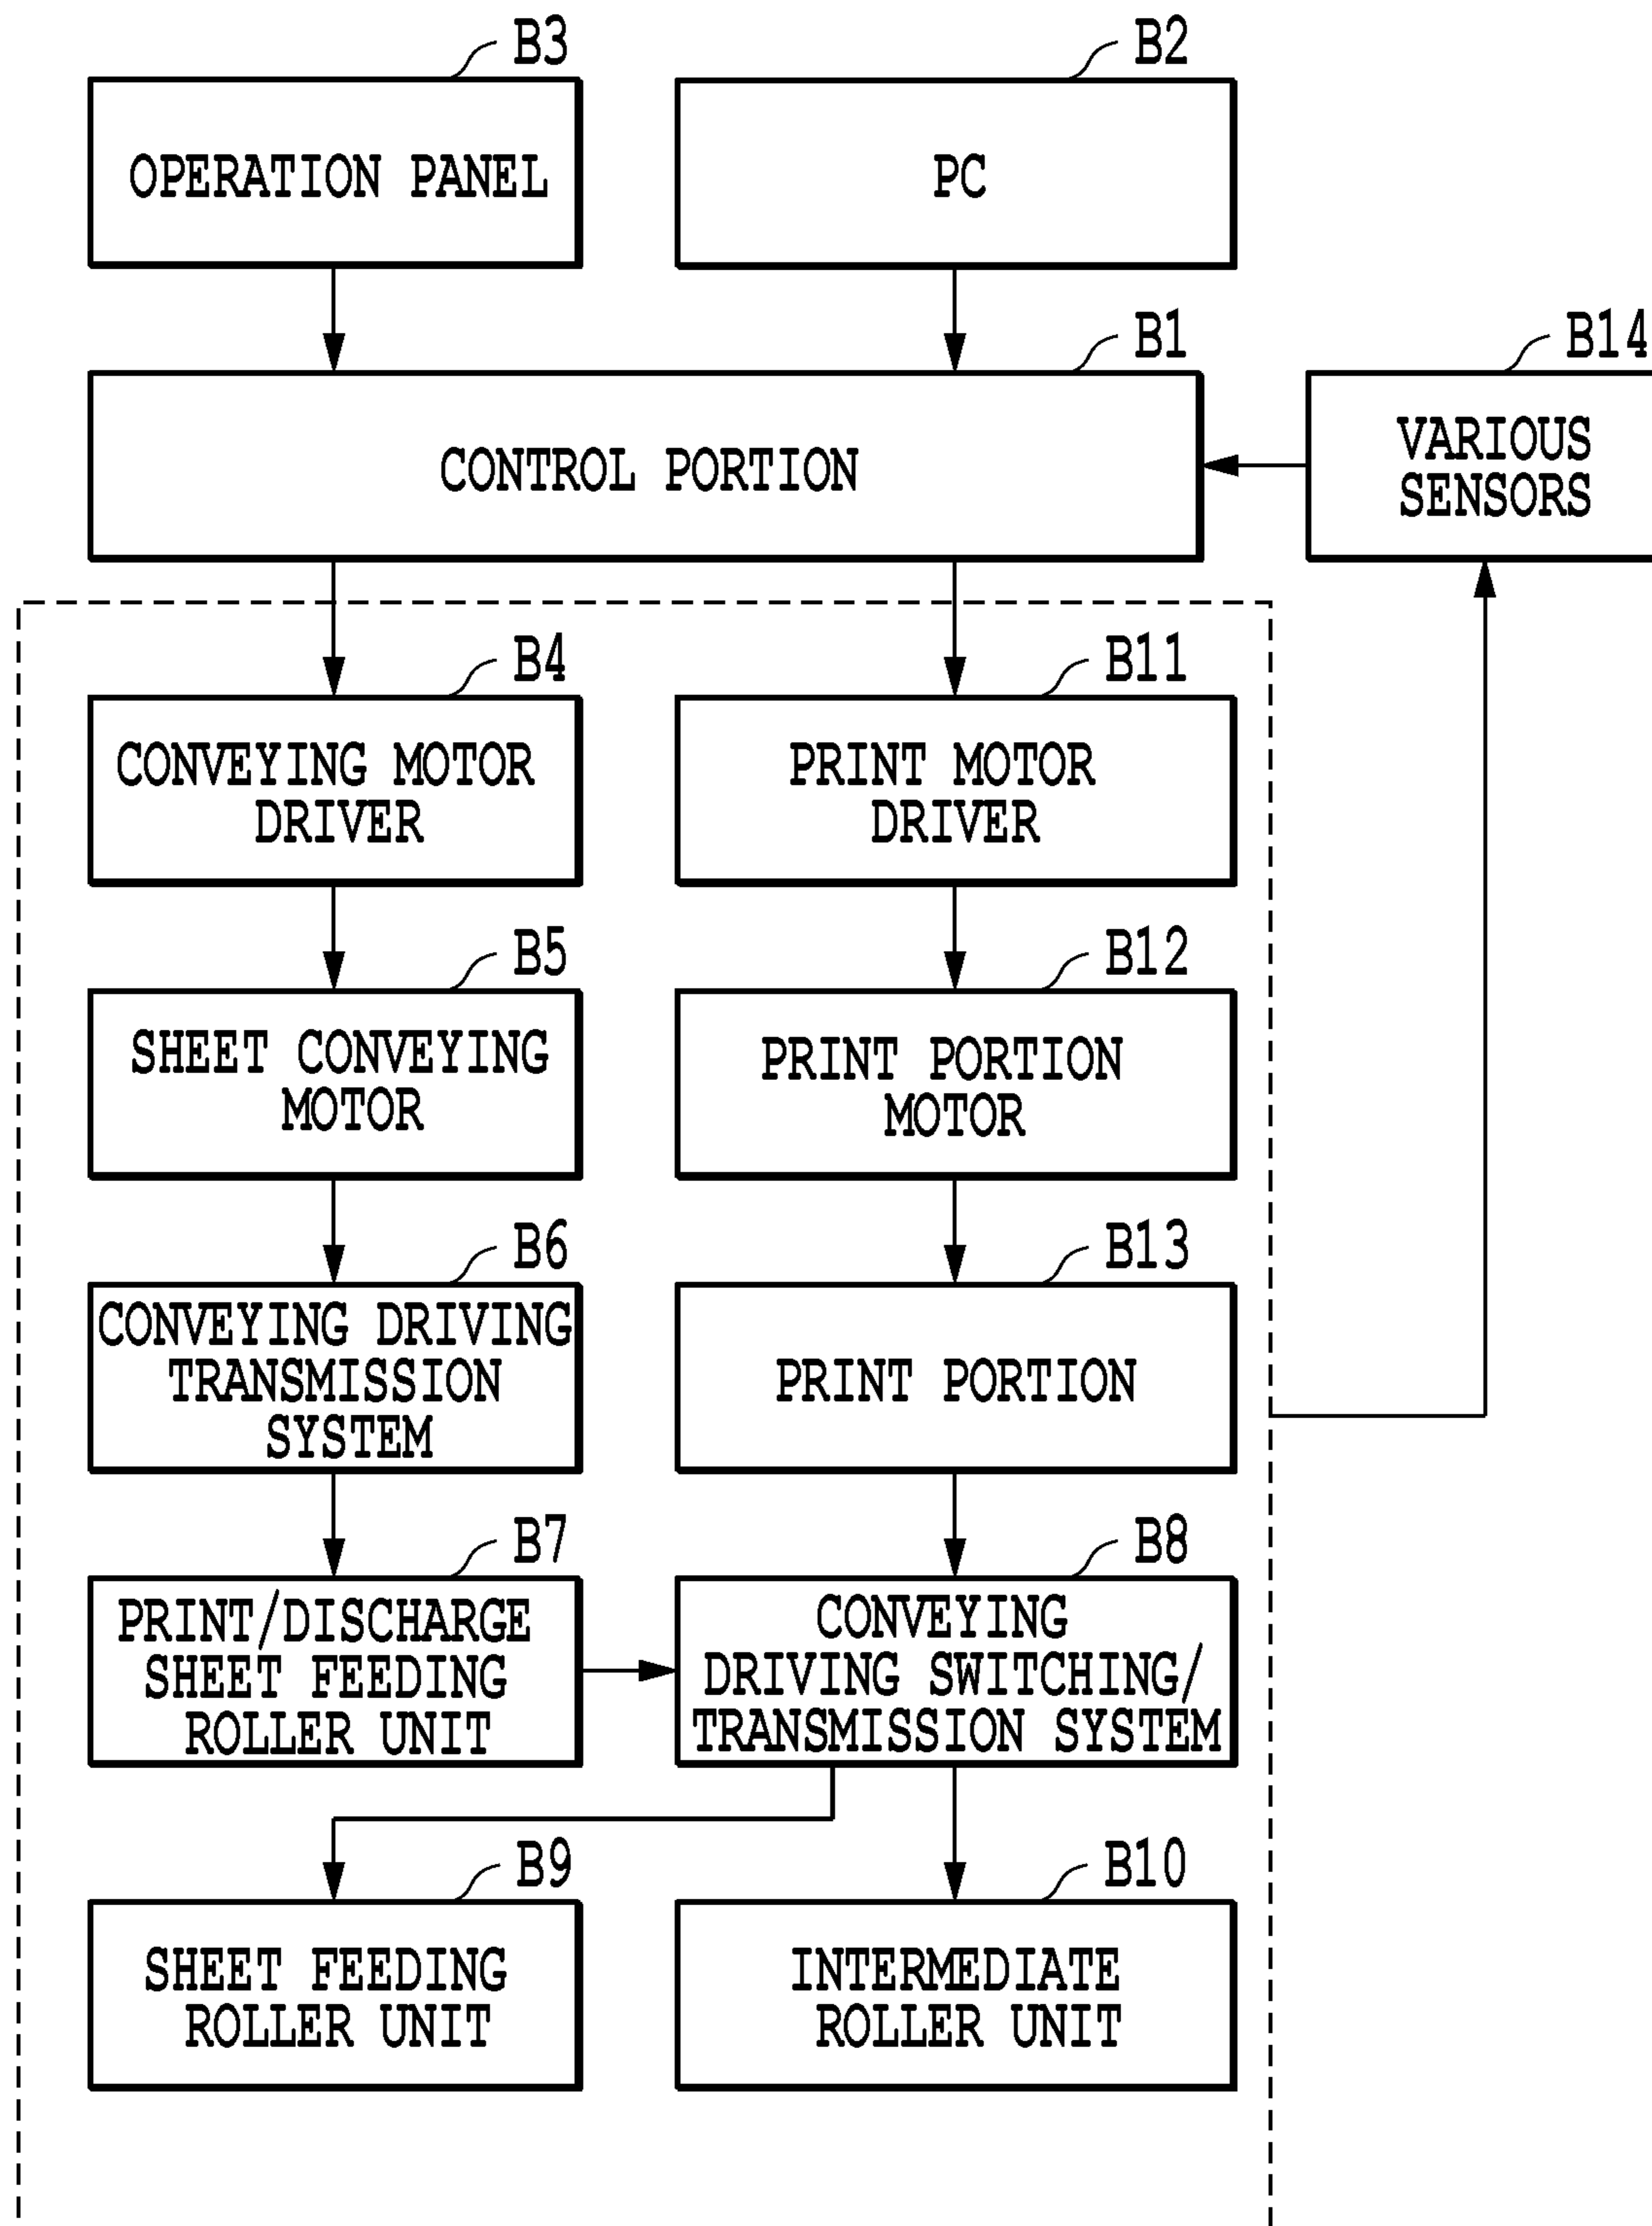 B3
OPERATION PANEL
B2
PC
B1
CONTROL PORTION
B14
VARIOUS
SENSORS
B4
CONVEYING MOTOR
DRIVER
B11
PRINT MOTOR
DRIVER
B5
SHEET CONVEYING
MOTOR
B12
PRINT PORTION
MOTOR
B6
CONVEYING DRIVING
TRANSMISSION
SYSTEM
B13
PRINT PORTION
B7
PRINT/DISCHARGE
SHEET FEEDING
ROLLER UNIT
B8
CONVEYING
DRIVING SWITCHING/
TRANSMISSION SYSTEM
B9
SHEET FEEDING
ROLLER UNIT
B10
INTERMEDIATE
ROLLER UNIT